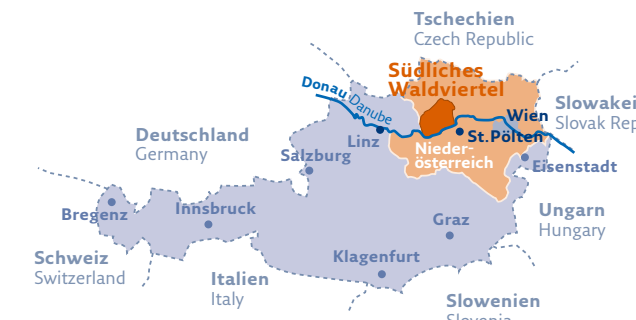 Tschechien
Czech Republic
Südliches
Waldviertel
Donau
Danube
Wien
Slowakei
Slovak Rep
Deutschland
Germany
Linz
St.Pölten
Nieder-
österreich
Salzburg
Eisenstadt
Bregenz
Innsbruck
Graz
Ungarn
Hungary
Schweiz
Switzerland
Klagenfurt
Italien
Italy
Slowenien
Slovenia